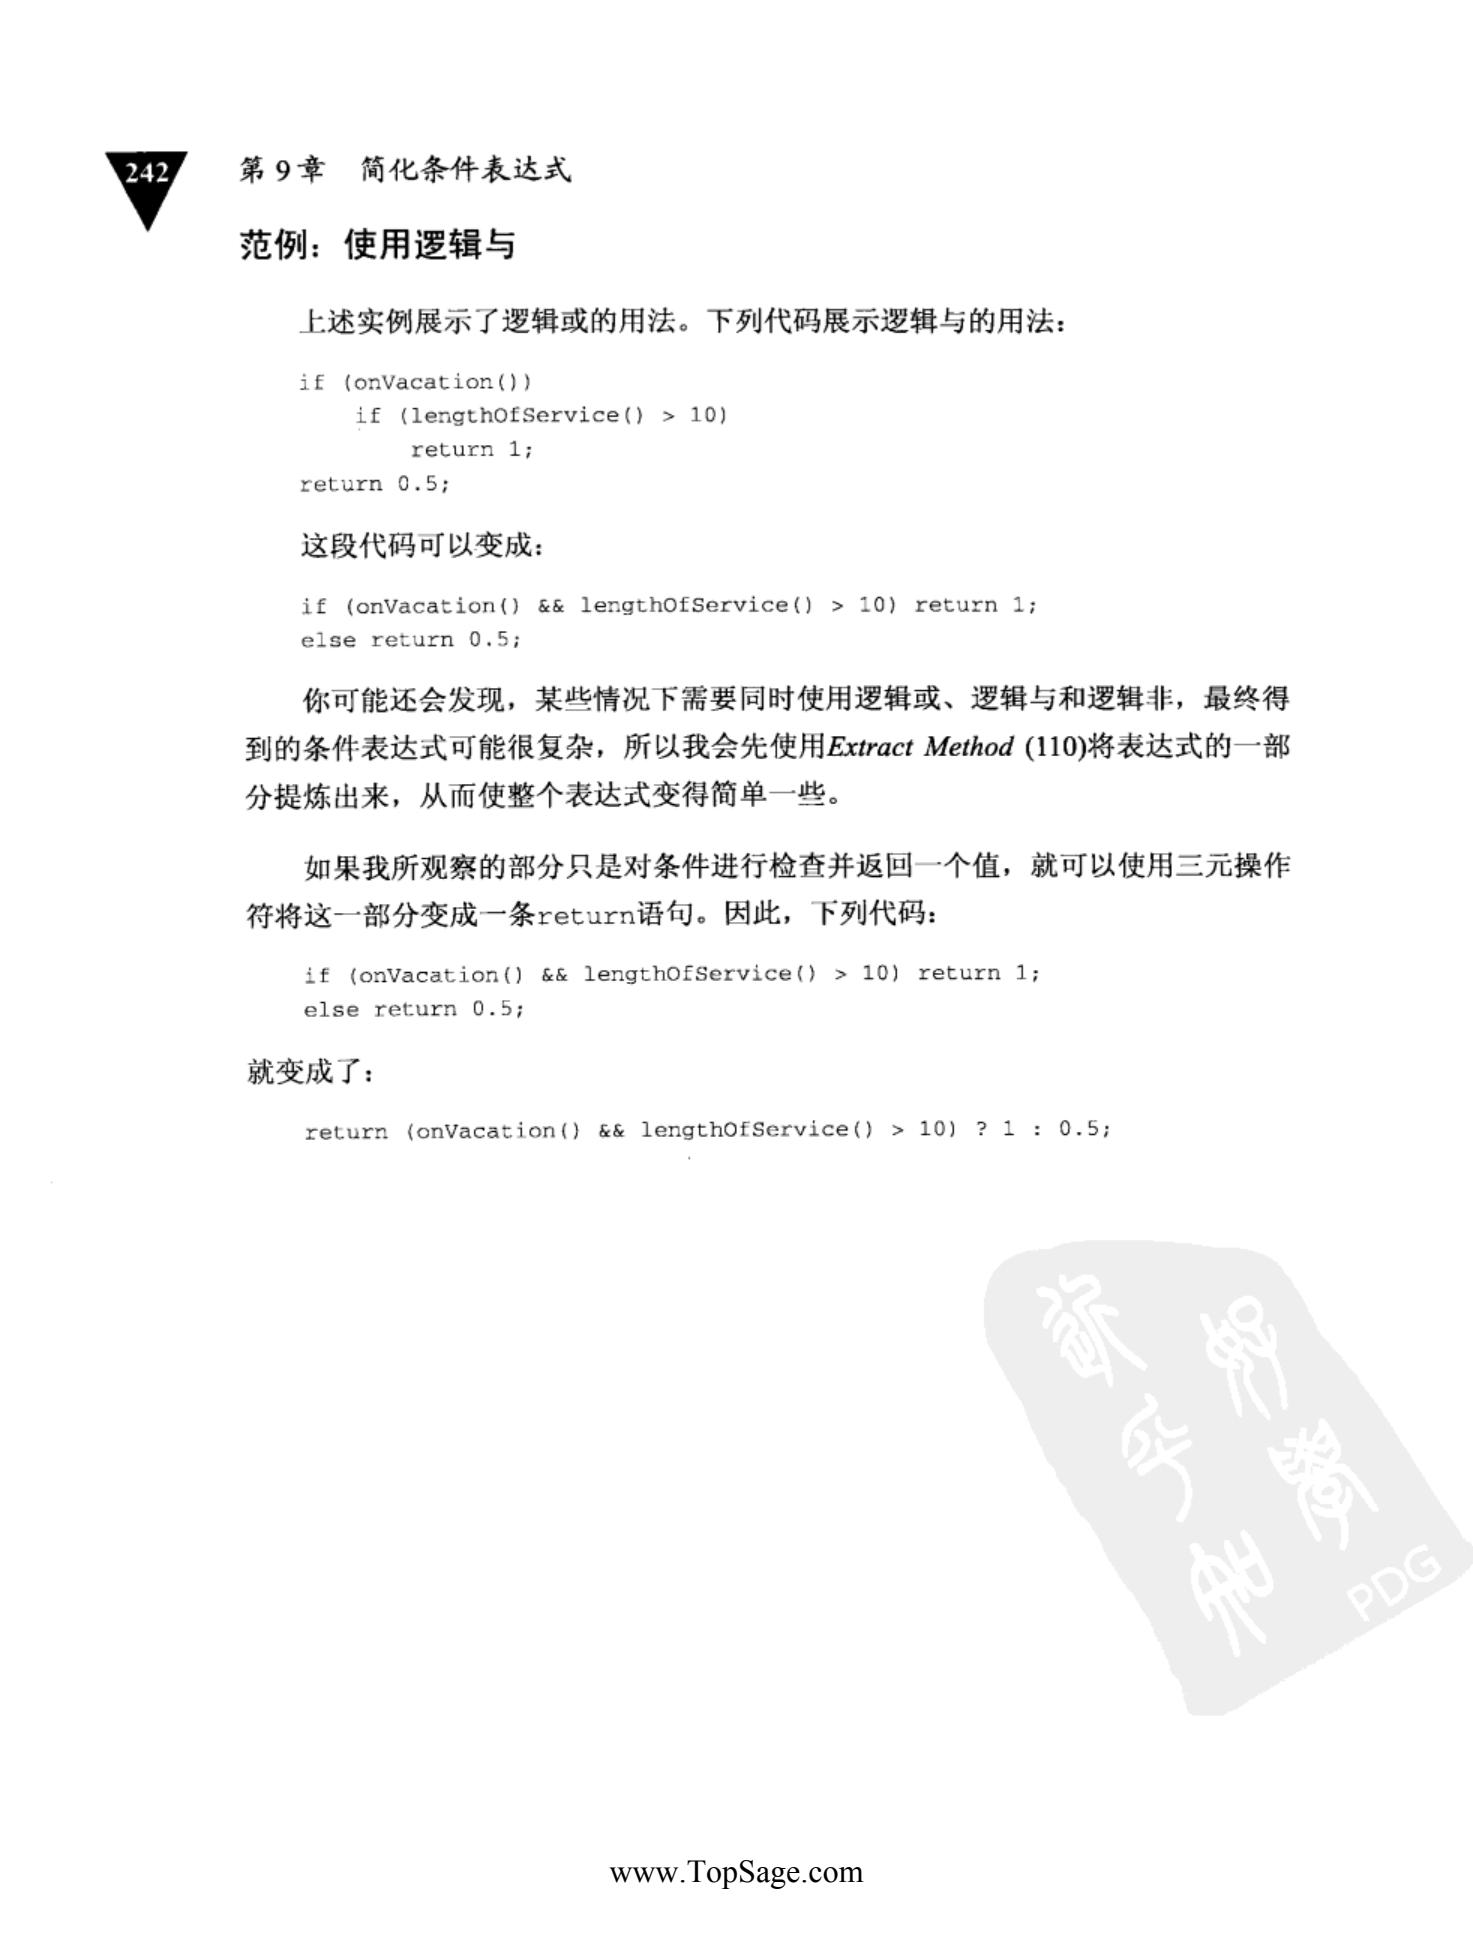 242
第 9 章 简化条件表达式
范例：使用逻辑与
上述实例展示了逻辑或的用法。下列代码展示逻辑与的用法：
if (onVacation())
    if (lengthOfService() > 10)
        return 1;
return 0.5;
这段代码可以变成：
if (onVacation() && lengthOfService() > 10) return 1;
else return 0.5;
你可能还会发现，某些情况下需要同时使用逻辑或、逻辑与和逻辑非，最终得
到的条件表达式可能很复杂，所以我会先使用Extract Method (110)将表达式的一部
分提炼出来，从而使整个表达式变得简单一些。
如果我所观察的部分只是对条件进行检查并返回一个值，就可以使用三元操作
符将这一部分变成一条return语句。因此，下列代码：
if (onVacation() && lengthOfService() > 10) return 1;
else return 0.5;
就变成了：
return (onVacation() && lengthOfService() > 10) ? 1 : 0.5;
PDG
www.TopSage.com